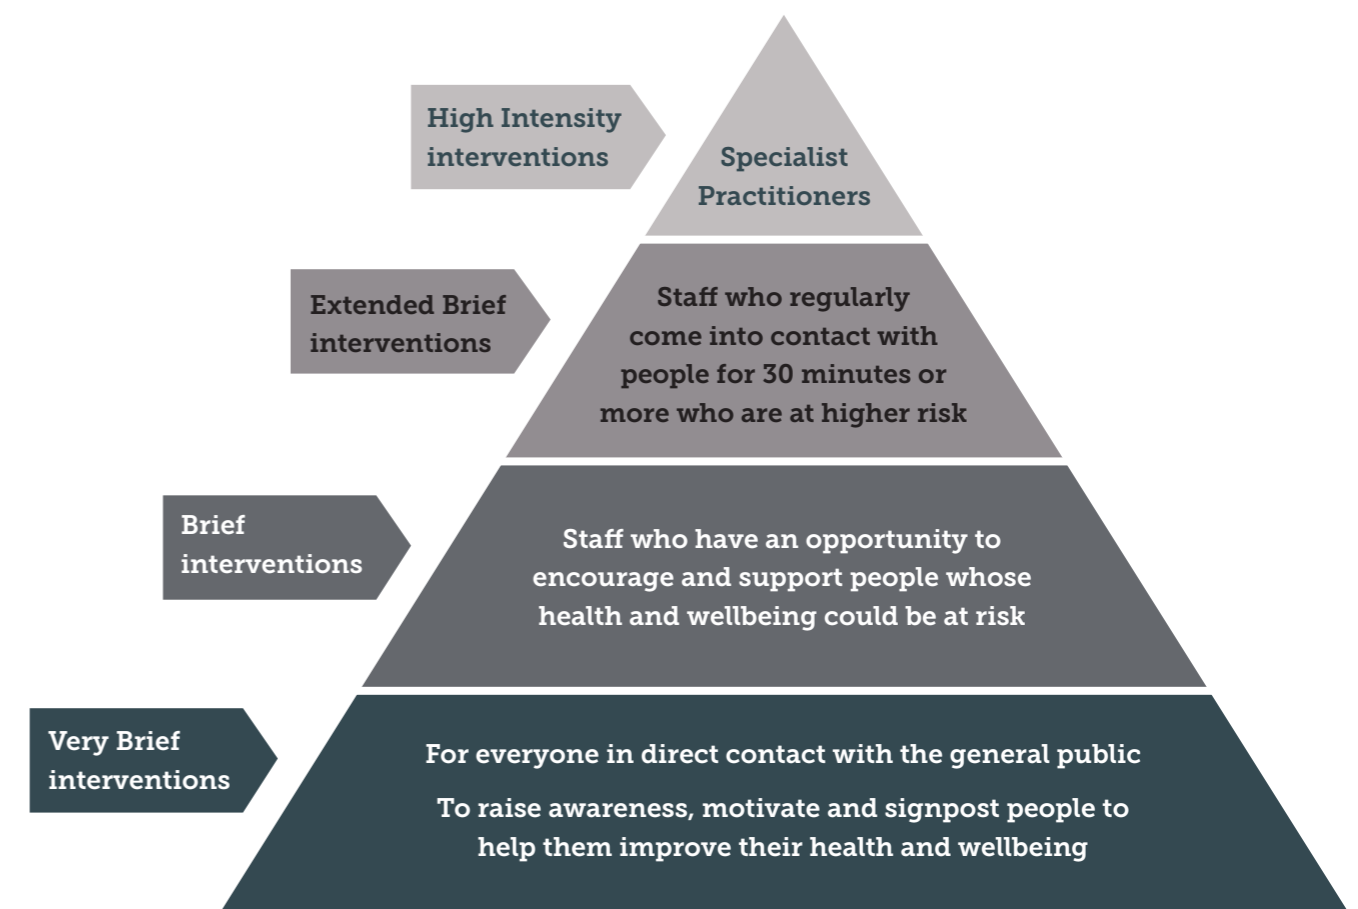 High Intensity
interventions
Specialist
Practitioners
Extended Brief
interventions
Staff who regularly
come into contact with
people for 30 minutes or
more who are at higher risk
Brief
interventions
Staff who have an opportunity to
encourage and support people whose
health and wellbeing could be at risk
Very Brief
interventions
For everyone in direct contact with the general public
To raise awareness, motivate and signpost people to
help them improve their health and wellbeing